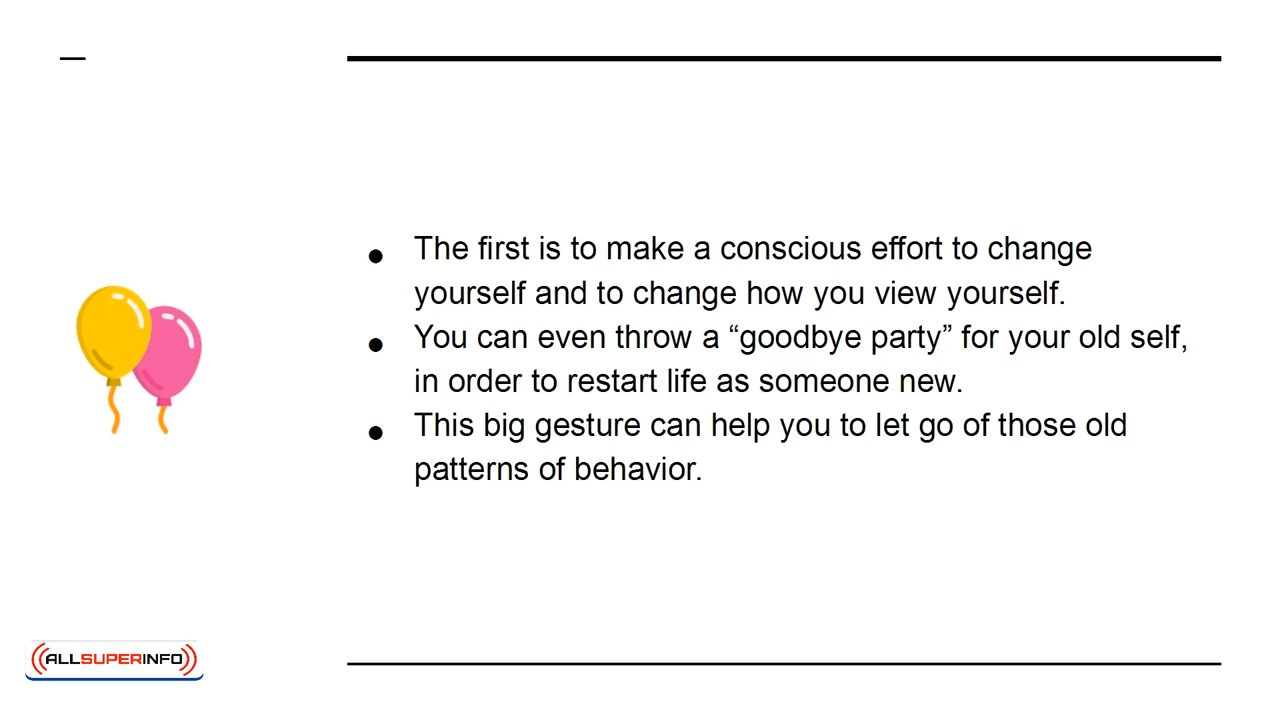 ● The first is to make a conscious effort to change
yourself and to change how you view yourself.
● You can even throw a “goodbye party” for your old self,
in order to restart life as someone new.
● This big gesture can help you to let go of those old
patterns of behavior.
ALLSUPERINFO